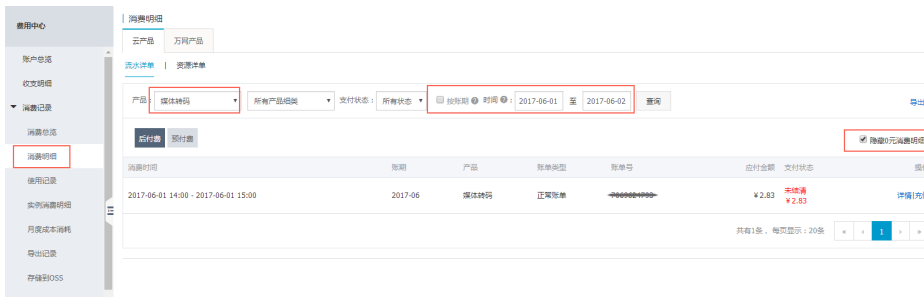 费用中心
账户总览
收支明细
消费记录
消费总览
消费明细
使用记录
实例消费明细
月度成本消耗
导出记录
存储到OSS
消费明细
云产品 万网产品
流水详单 | 资源详单
产品： 媒体转码 所有产品细类 支付状态： 所有状态 按账期 时间： 2017-06-01 至 2017-06-02 查询 导出
后付费 预付费 隐藏0元消费明细
消费时间 账期 产品 账单类型 账单号 应付金额 支付状态
2017-06-01 14:00 - 2017-06-01 15:00 2017-06 媒体转码 正常账单 ¥2.83 未结清 详情|充
¥2.83
共有1条， 每页显示：20条 « ‹ 1 › »